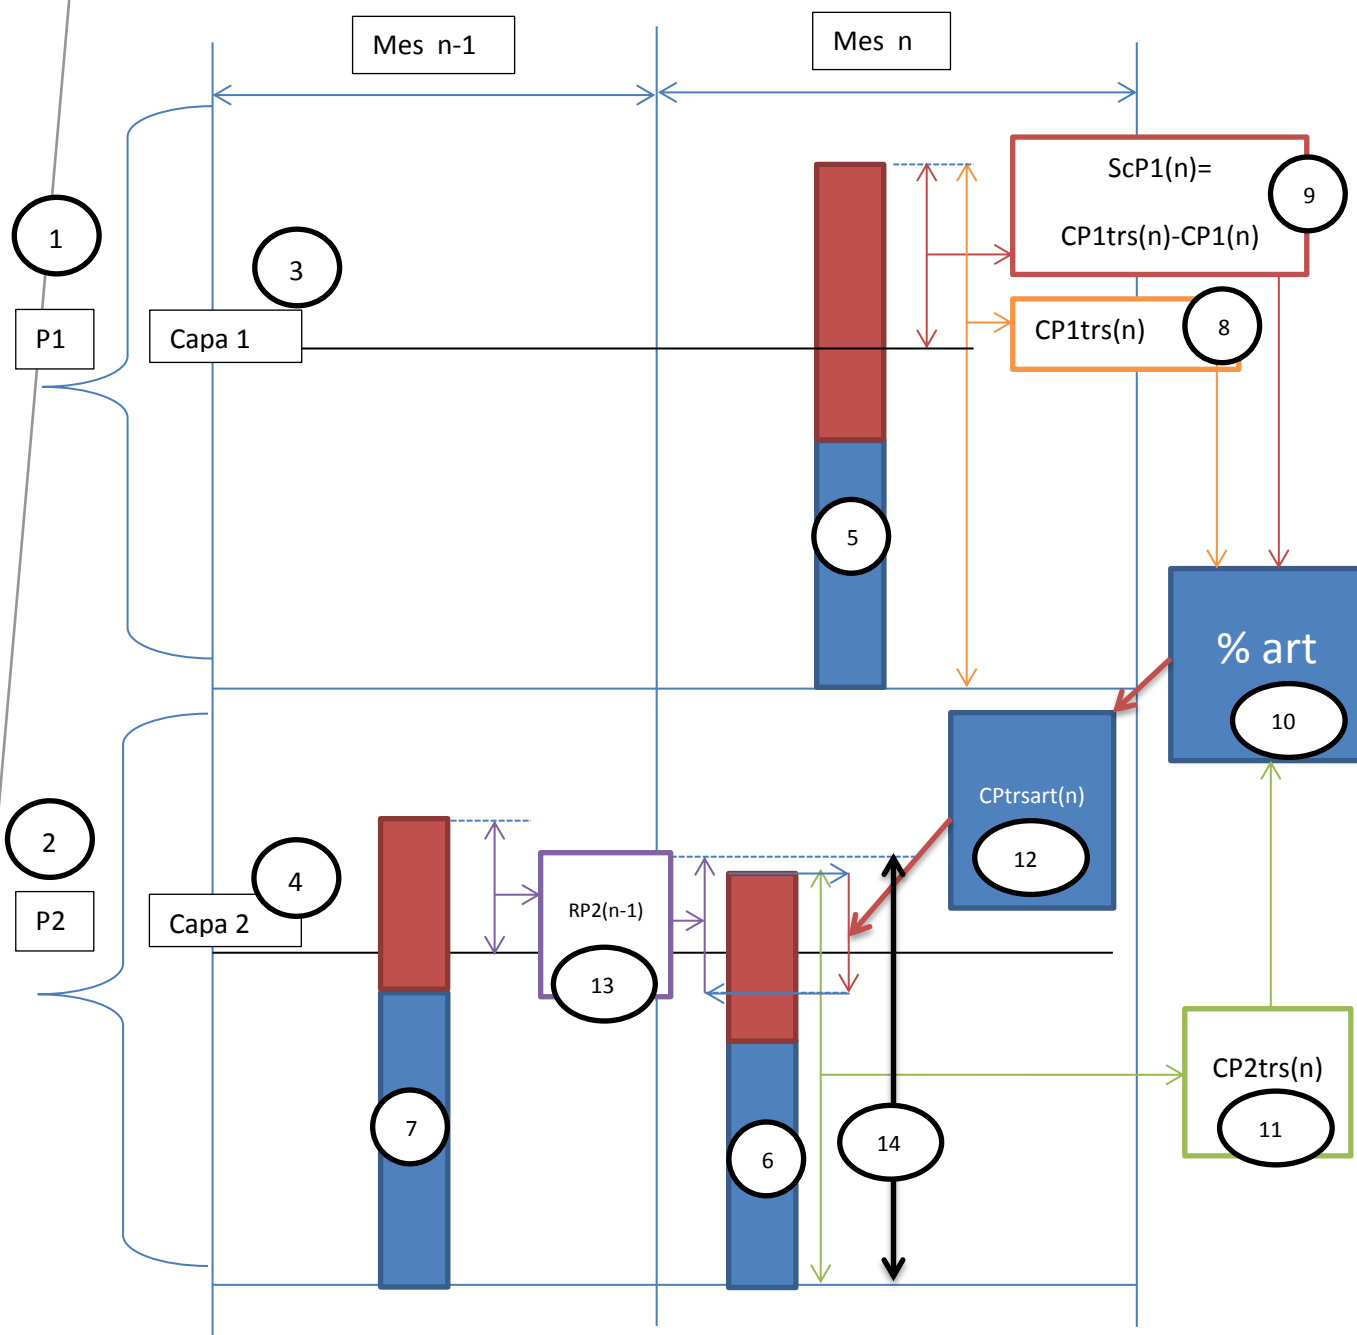 Mes n-1
Mes n
ScP1(n)=
CP1trs(n)-CP1(n)
9
1
3
P1
Capa 1
CP1trs(n)
8
5
% art
10
CPtrsart(n)
12
2
4
P2
Capa 2
RP2(n-1)
13
CP2trs(n)
11
7
6
14